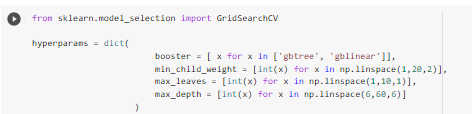 from sklearn.model_selection import GridSearchCV
hyperparams = dict(
booster = [ x for x in ['gbtree', 'gblinear']],
min_child_weight = [int(x) for x in np.linspace(1,20,2)],
max_leaves = [int(x) for x in np.linspace(1,10,1)],
max_depth = [int(x) for x in np.linspace(6,60,6)]
)